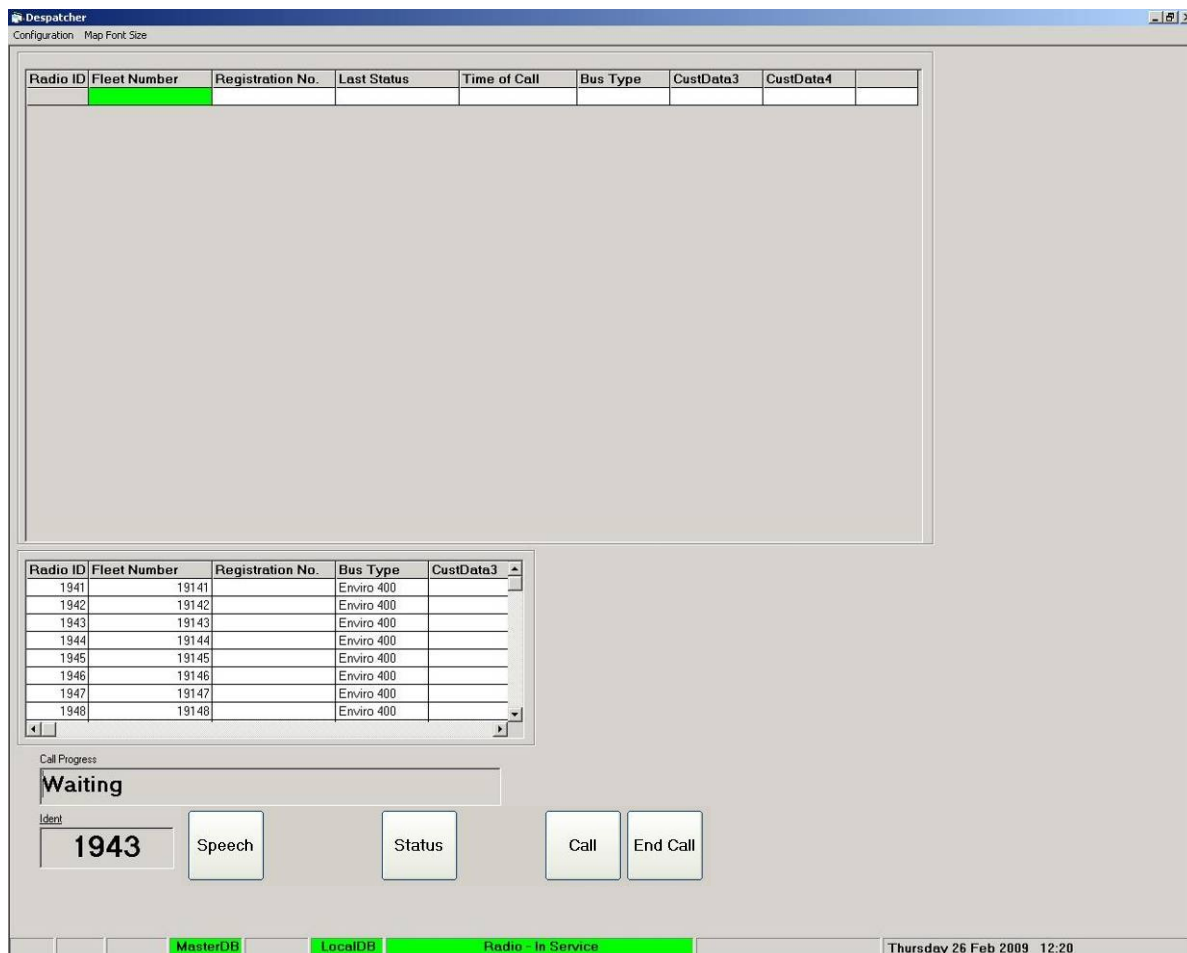 Despatcher
Configuration Map Font Size
Radio ID Fleet Number Registration No. Last Status Time of Call Bus Type CustData3 CustData4
Radio ID Fleet Number Registration No. Bus Type CustData3
1941 19141 Enviro 400
1942 19142 Enviro 400
1943 19143 Enviro 400
1944 19144 Enviro 400
1945 19145 Enviro 400
1946 19146 Enviro 400
1947 19147 Enviro 400
1948 19148 Enviro 400
Call Progress
Waiting
Ident
1943 Speech Status Call End Call
MasterDB LocalDB Radio - In Service Thursday 26 Feb 2009 12:20